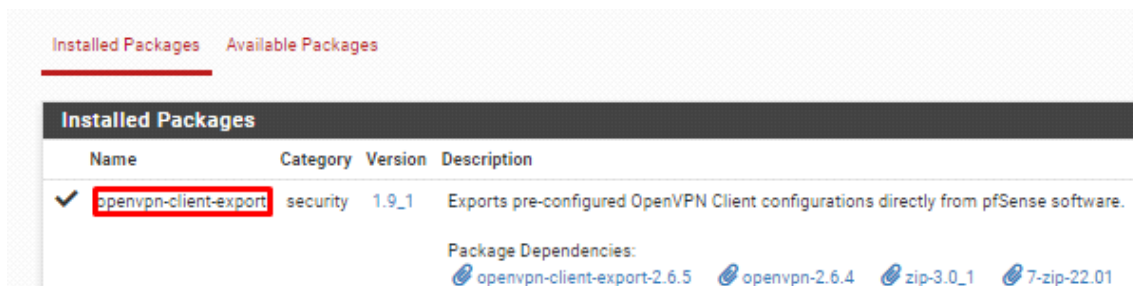 Installed Packages Available Packages
Installed Packages
Name Category Version Description
openvpn-client-export security 1.9_1 Exports pre-configured OpenVPN Client configurations directly from pfSense software.
Package Dependencies:
openvpn-client-export-2.6.5 openvpn-2.6.4 zip-3.0_1 7-zip-22.01